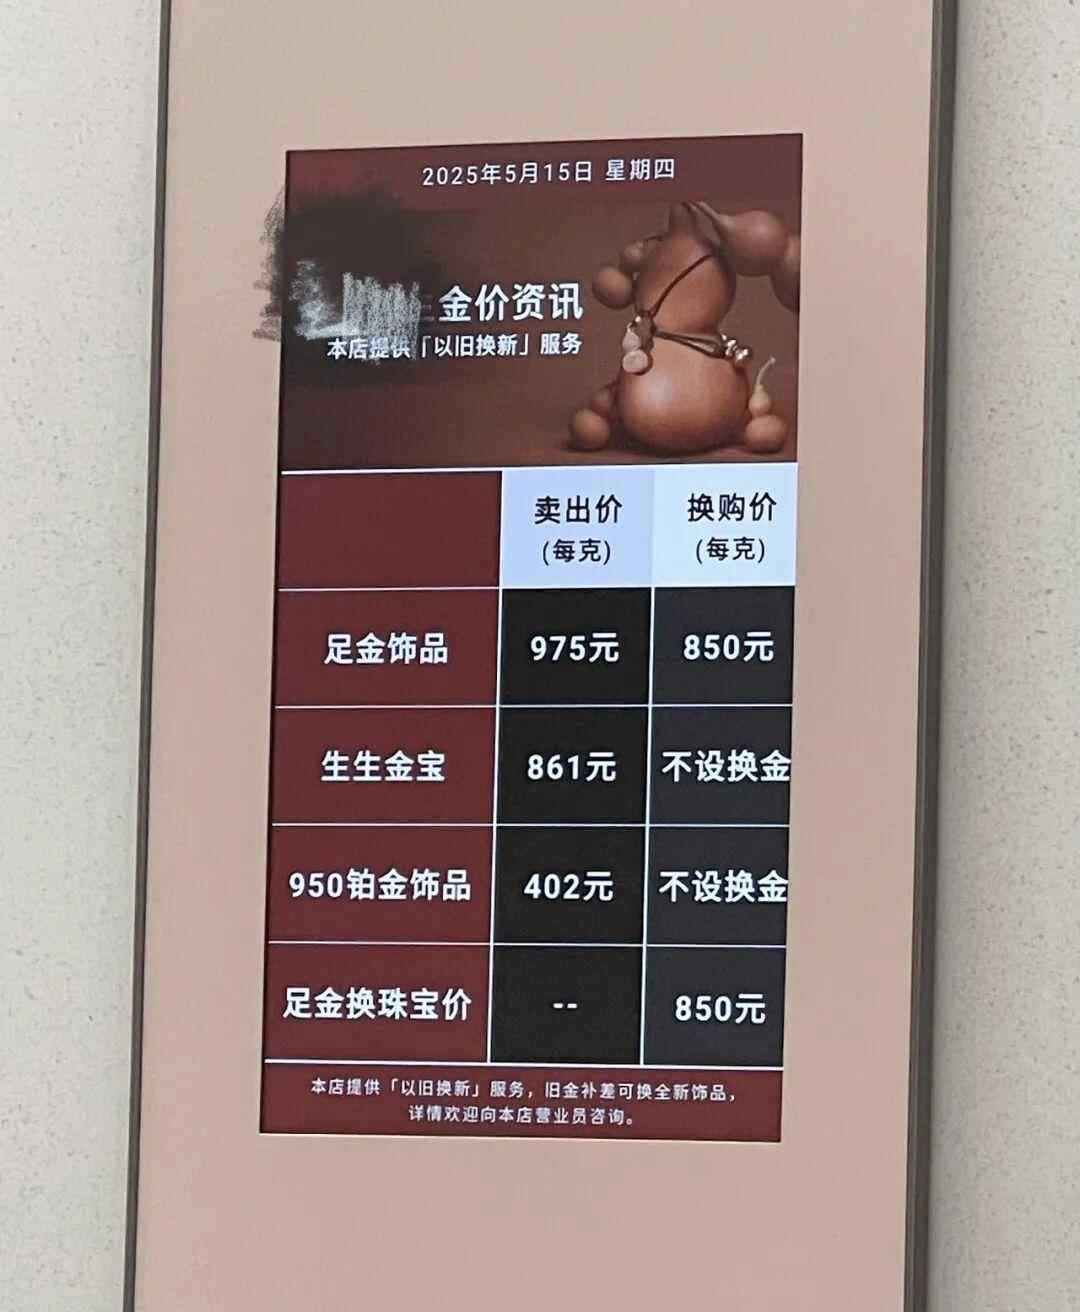 2025年5月15日 星期四
金价资讯
本店提供「以旧换新」服务
卖出价 换购价
(每克) (每克)
足金饰品 975元 850元
生生金宝 861元 不设换金
950铂金饰品 402元 不设换金
足金换珠宝价 -- 850元
本店提供「以旧换新」服务，旧金补差可换全新饰品，
详情欢迎向本店营业员咨询。